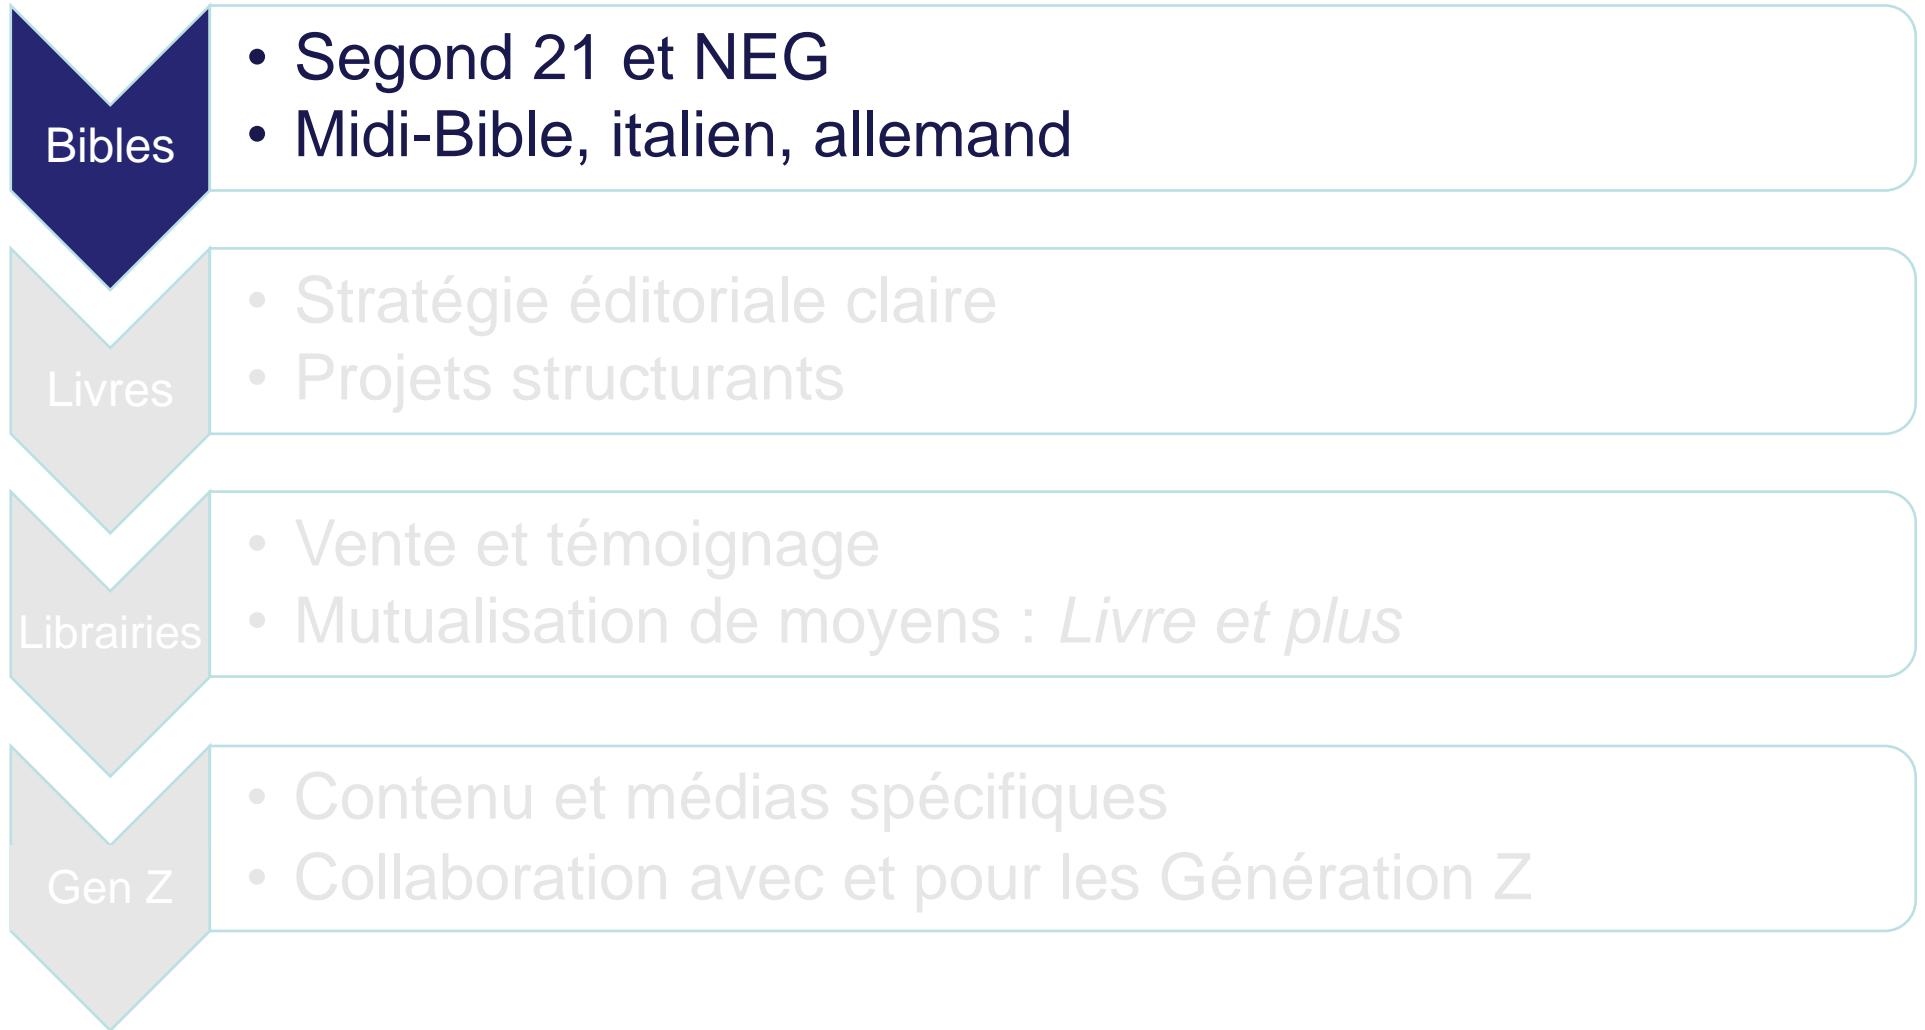 Bibles
• Segond 21 et NEG
• Midi-Bible, italien, allemand
Livres
• Stratégie éditoriale claire
• Projets structurants
Librairies
• Vente et témoignage
• Mutualisation de moyens : Livre et plus
Gen Z
• Contenu et médias spécifiques
• Collaboration avec et pour les Génération Z